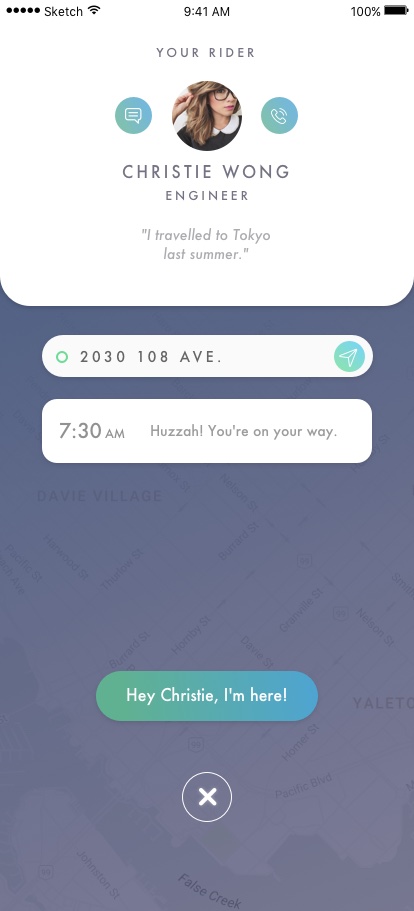 Sketch 9:41 AM 100%
YOUR RIDER
CHRISTIE WONG
ENGINEER
"I travelled to Tokyo
last summer."
2030 108 AVE.
7:30 AM Huzzah! You're on your way.
DAVIE VILLAGE
Burrard St
Pacific St
Harwood St
Thurlow St
Granville St
Nelson St
Hornby St
Burrard St
Davie St
Hey Christie, I'm here!
YALETO
Homer St
Pacific Blvd
Johnston St
False Creek